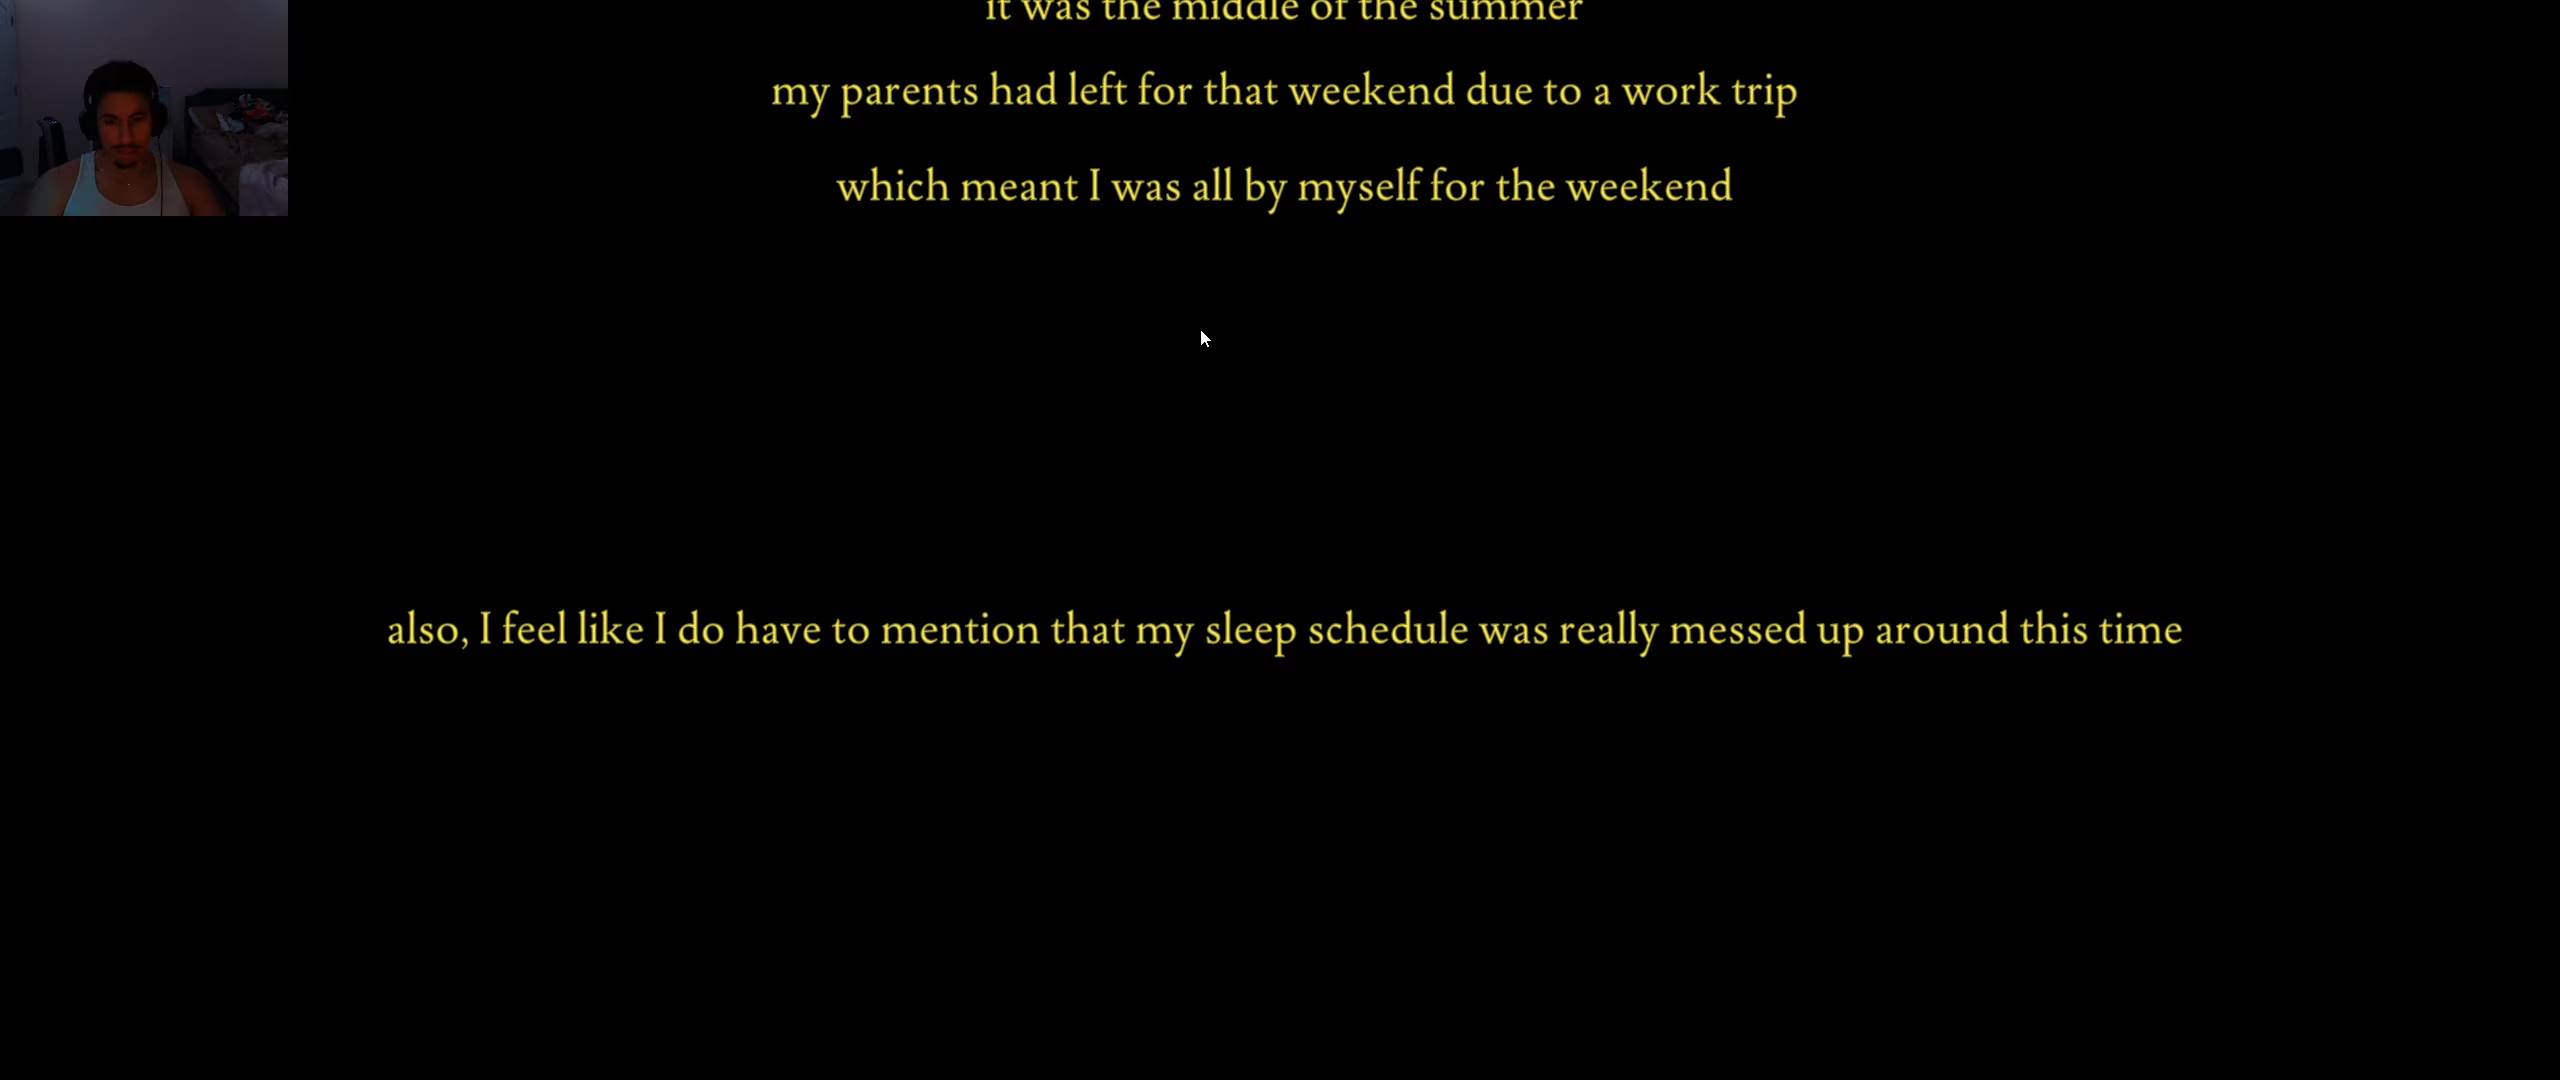 it was the middle of the summer
my parents had left for that weekend due to a work trip
which meant I was all by myself for the weekend
also, I feel like I do have to mention that my sleep schedule was really messed up around this time